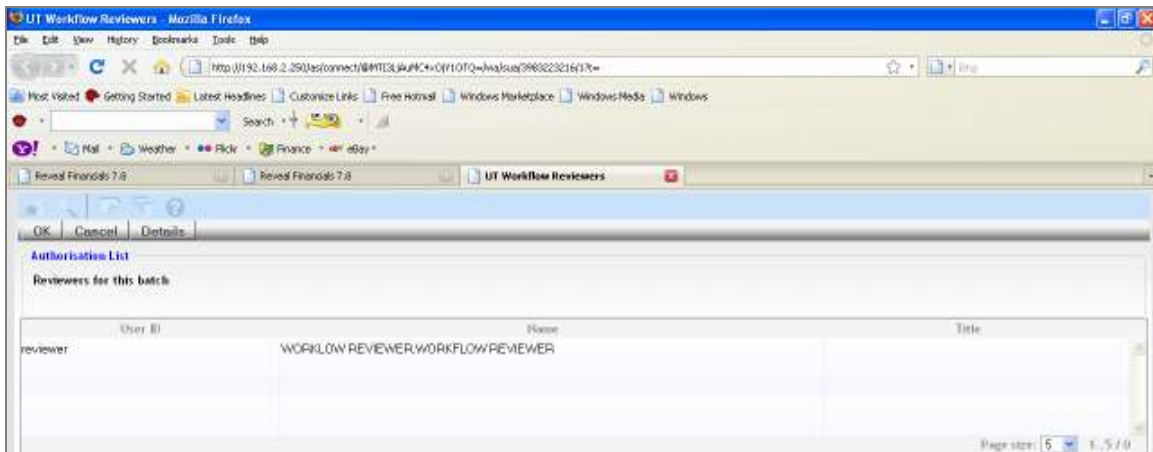 UT Workflow Reviewers - Mozilla Firefox
File Edit View History Bookmarks Tools Help
Most Visited Getting Started Latest Headlines Customize Links Free Hotmail Windows Marketplace Windows Media Windows
Search
Y! Mail Weather Flickr Finance eBay
Reveal Financials 7.8 Reveal Financials 7.8 UT Workflow Reviewers
OK Cancel Details
Authorisation List
Reviewers for this batch
User ID Name Title
reviewer WORKLOW REVIEWER,WORKFLOW REVIEWER
Page size: 5 1..5 / 0